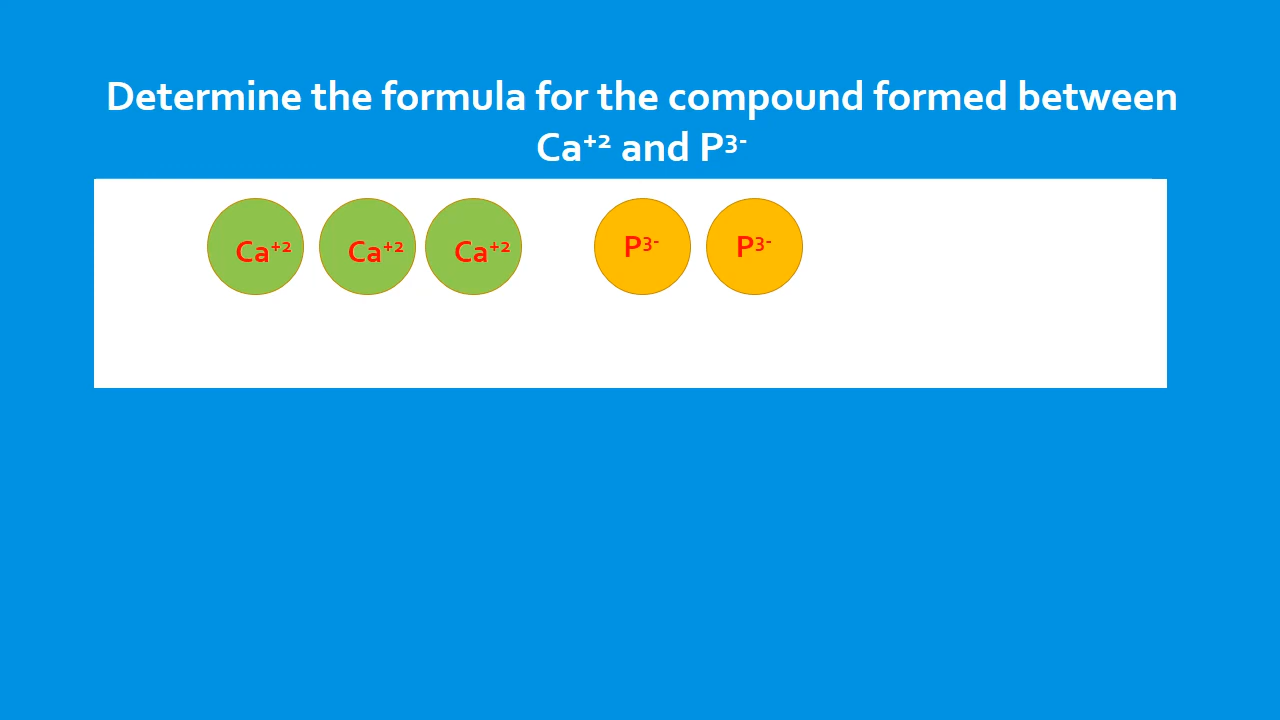 Determine the formula for the compound formed between
Ca⁺² and P³⁻
Ca⁺² Ca⁺² Ca⁺² P³⁻ P³⁻